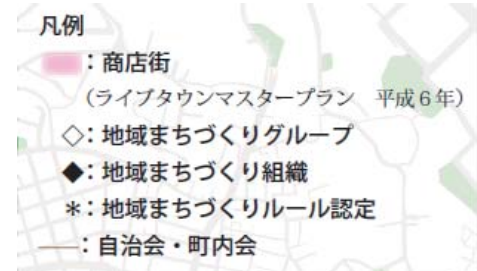 凡例
：商店街
（ライブタウンマスタープラン　平成６年）
◇：地域まちづくりグループ
◆：地域まちづくり組織
＊：地域まちづくりルール認定
：自治会・町内会